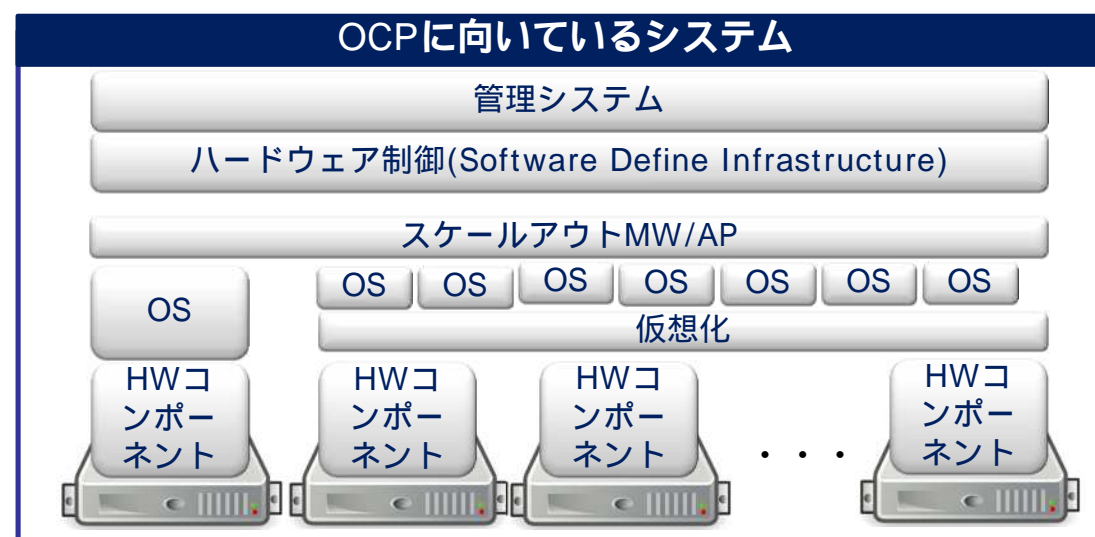 OCPに向いているシステム
管理システム
ハードウェア制御(Software Define Infrastructure)
スケールアウトMW/AP
OS
OS OS OS OS OS OS OS
仮想化
HWコ
ンポー
ネント
HWコ
ンポー
ネント
HWコ
ンポー
ネント
・・・
HWコ
ンポー
ネント